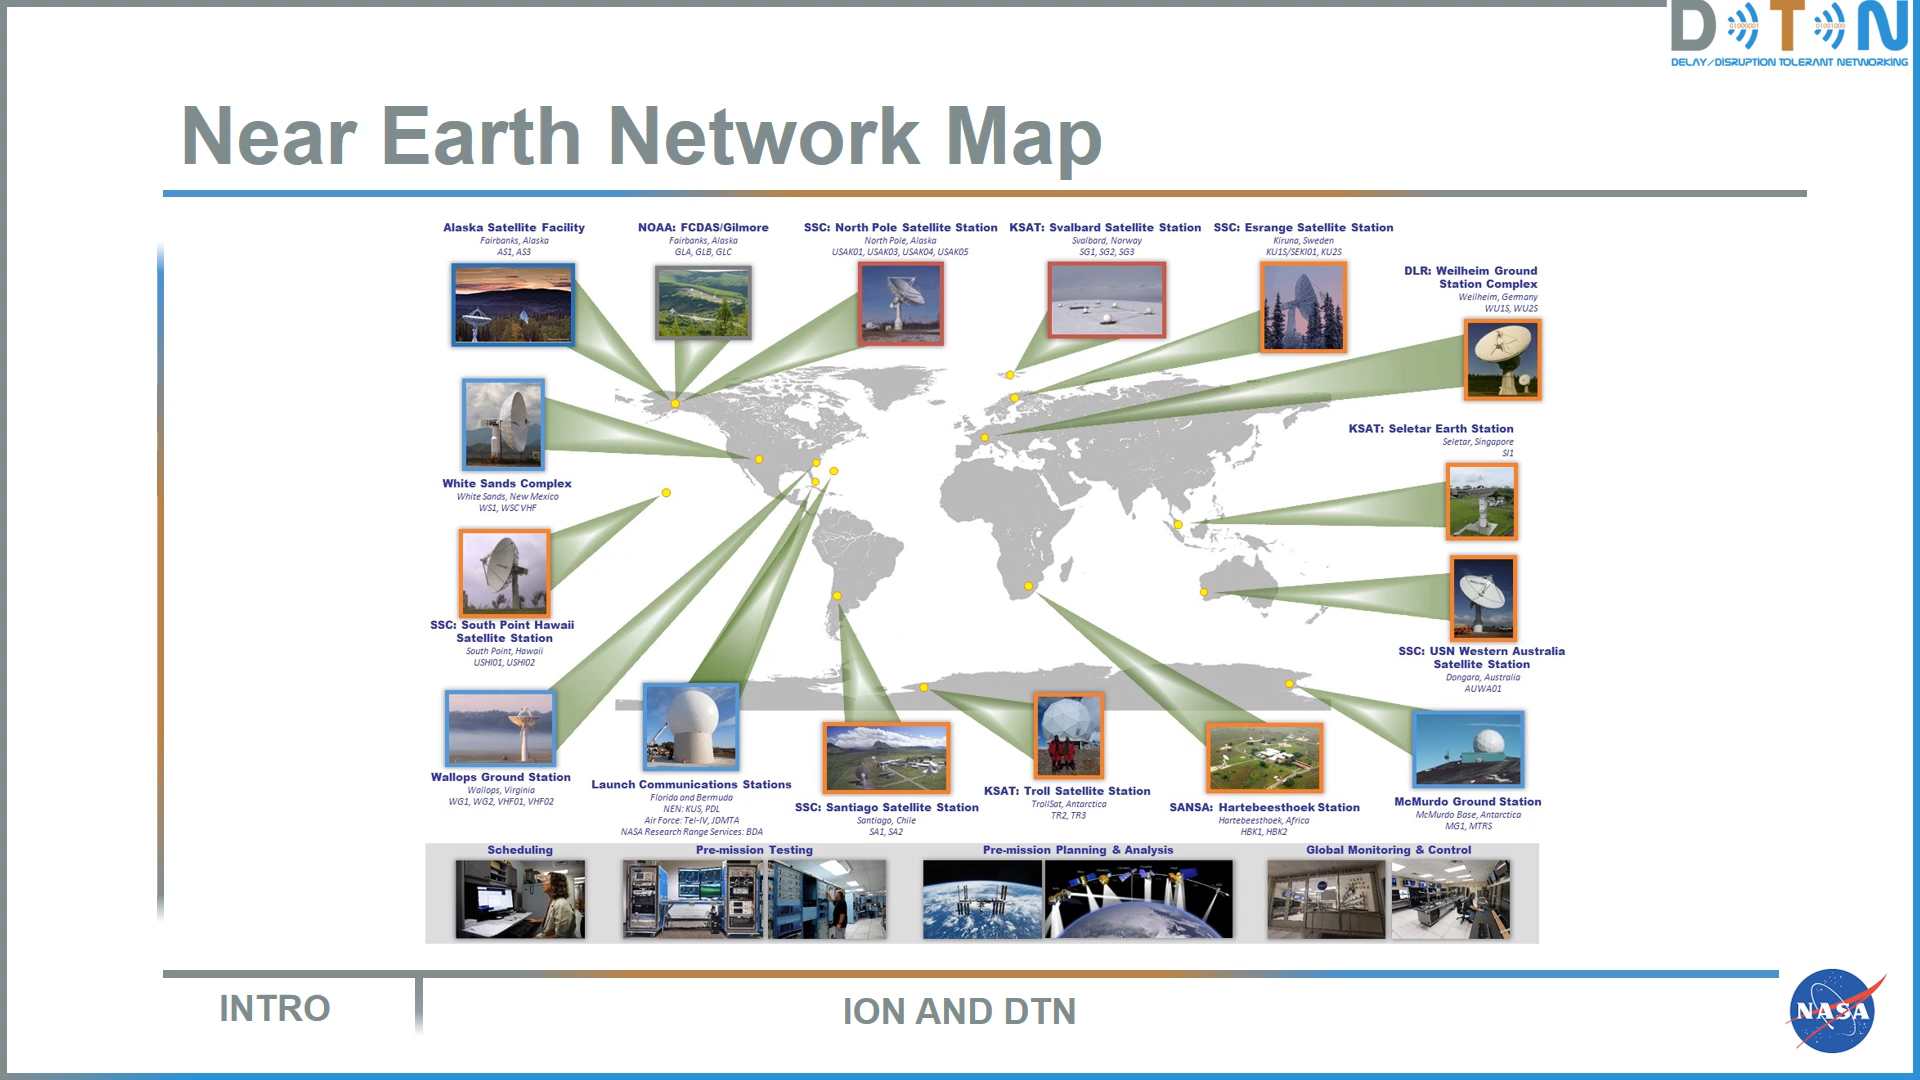 D T N
DELAY/DISRUPTION TOLERANT NETWORKING
Near Earth Network Map
Alaska Satellite Facility
Fairbanks, Alaska
AS1, AS3
NOAA: FCDAS/Gilmore
Fairbanks, Alaska
GLA, GLB, GLC
SSC: North Pole Satellite Station
North Pole, Alaska
USAK01, USAK03, USAK04, USAK05
KSAT: Svalbard Satellite Station
Svalbard, Norway
SG1, SG2, SG3
SSC: Esrange Satellite Station
Kiruna, Sweden
KU1S/SEKI01, KU2S
DLR: Weilheim Ground
Station Complex
Weilheim, Germany
WU1S, WU2S
KSAT: Seletar Earth Station
Seletar, Singapore
SI1
White Sands Complex
White Sands, New Mexico
WS1, WSC VHF
SSC: South Point Hawaii
Satellite Station
South Point, Hawaii
USHI01, USHI02
SSC: USN Western Australia
Satellite Station
Dongara, Australia
AUWA01
Wallops Ground Station
Wallops, Virginia
WG1, WG2, VHF01, VHF02
Launch Communications Stations
Florida and Bermuda
NEN: KUS, PDL
Air Force: Tel-IV, JDMTA
NASA Research Range Services: BDA
SSC: Santiago Satellite Station
Santiago, Chile
SA1, SA2
KSAT: Troll Satellite Station
TrollSat, Antarctica
TR2, TR3
SANSA: Hartebeesthoek Station
Hartebeesthoek, Africa
HBK1, HBK2
McMurdo Ground Station
McMurdo Base, Antarctica
MG1, MTRS
Scheduling
Pre-mission Testing
Pre-mission Planning & Analysis
Global Monitoring & Control
INTRO
ION AND DTN
NASA